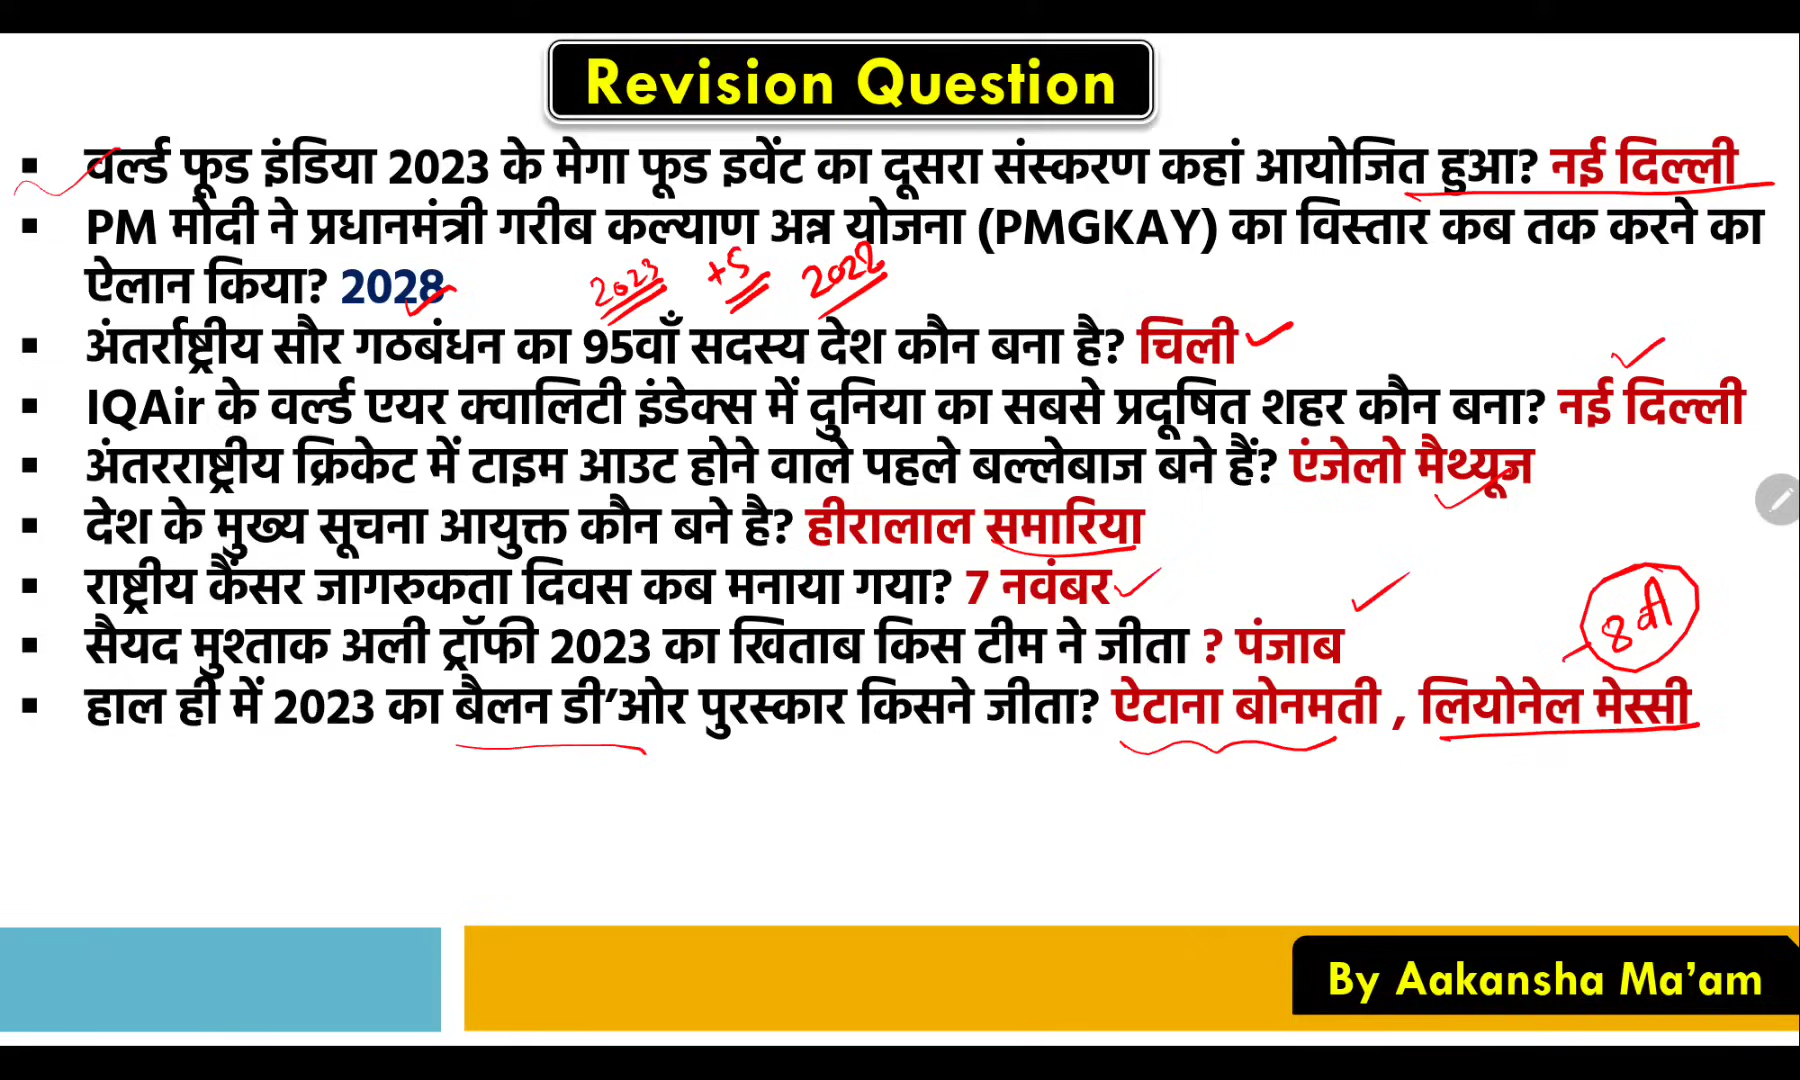 Revision Question
▪ वर्ल्ड फूड इंडिया 2023 के मेगा फूड इवेंट का दूसरा संस्करण कहां आयोजित हुआ? नई दिल्ली
▪ PM मोदी ने प्रधानमंत्री गरीब कल्याण अन्न योजना (PMGKAY) का विस्तार कब तक करने का
ऐलान किया? 2028
2023 +5 2028
▪ अंतर्राष्ट्रीय सौर गठबंधन का 95वाँ सदस्य देश कौन बना है? चिली
▪ IQAir के वर्ल्ड एयर क्वालिटी इंडेक्स में दुनिया का सबसे प्रदूषित शहर कौन बना? नई दिल्ली
▪ अंतरराष्ट्रीय क्रिकेट में टाइम आउट होने वाले पहले बल्लेबाज बने हैं? एंजेलो मैथ्यूज
▪ देश के मुख्य सूचना आयुक्त कौन बने है? हीरालाल समारिया
▪ राष्ट्रीय कैंसर जागरुकता दिवस कब मनाया गया? 7 नवंबर
▪ सैयद मुश्ताक अली ट्रॉफी 2023 का खिताब किस टीम ने जीता ? पंजाब
8वी
▪ हाल ही में 2023 का बैलन डी’ओर पुरस्कार किसने जीता? ऐटाना बोनमती , लियोनेल मेस्सी
By Aakansha Ma’am